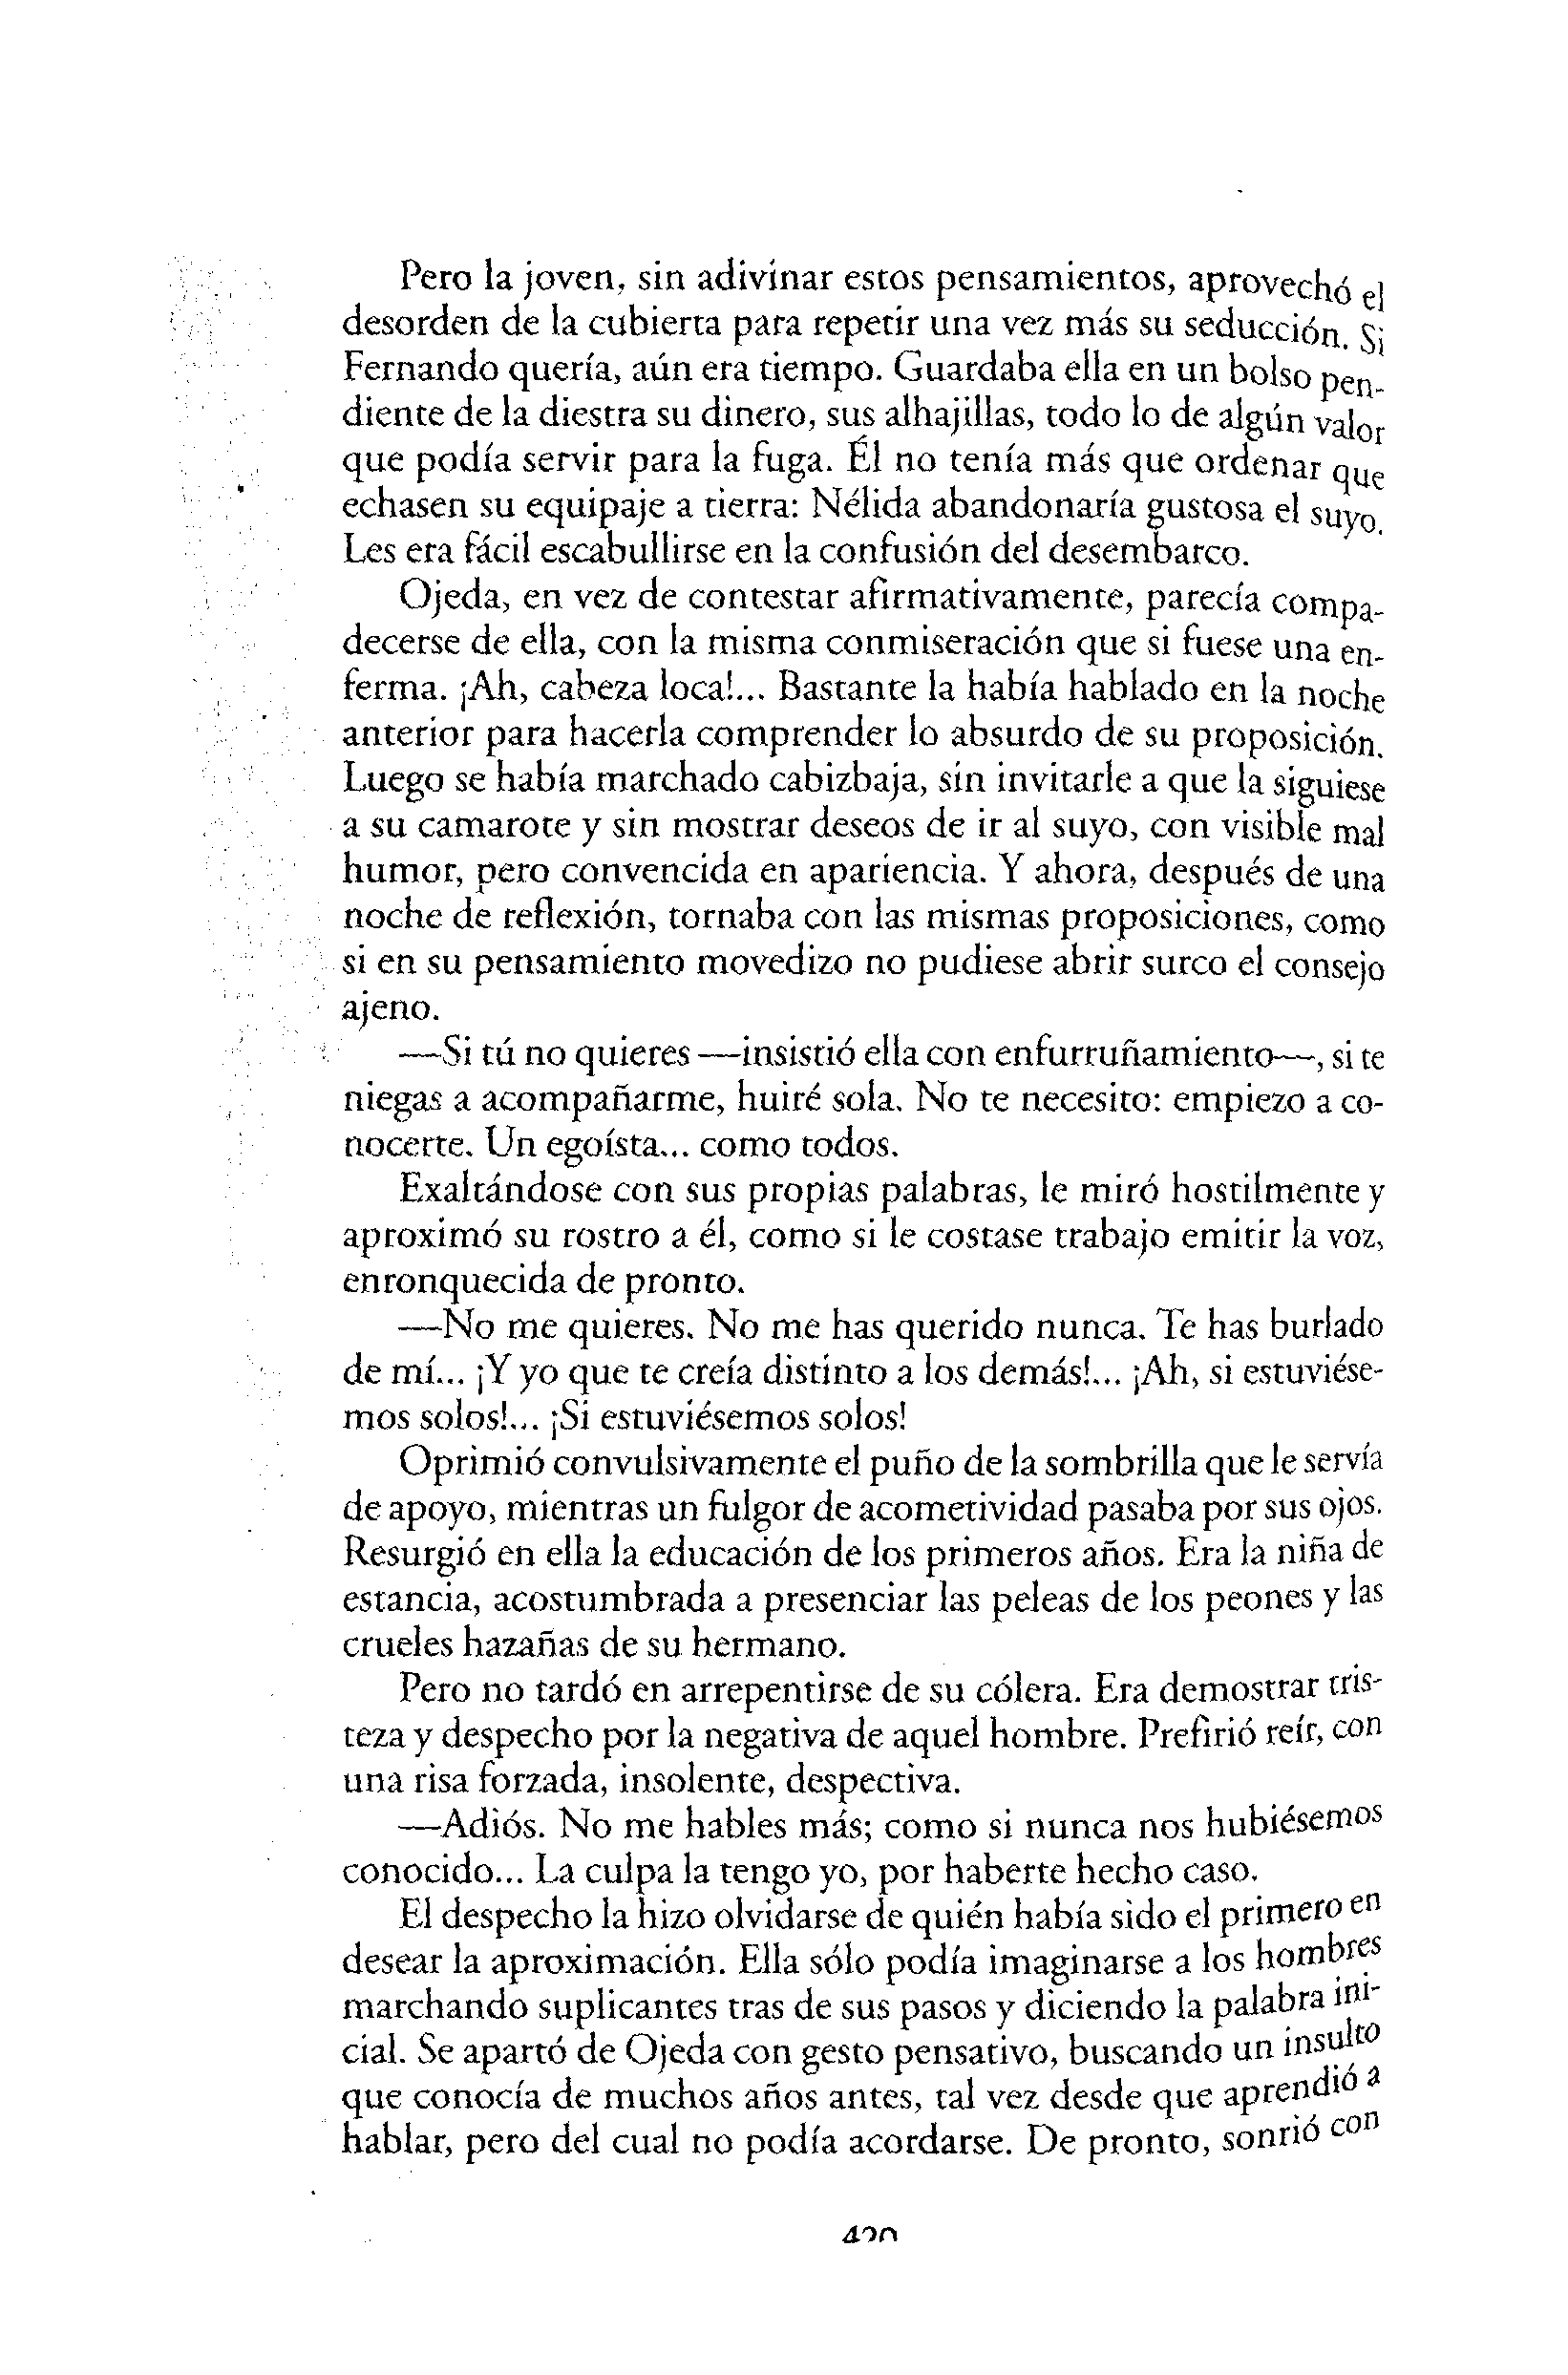 Pero la joven, sin adivinar estos pensamientos, aprovechó el
desorden de la cubierta para repetir una vez más su seducción. Si
Fernando quería, aún era tiempo. Guardaba ella en un bolso pen-
diente de la diestra su dinero, sus alhajillas, todo lo de algún valor
que podía servir para la fuga. Él no tenía más que ordenar que
echasen su equipaje a tierra: Nélida abandonaría gustosa el suyo.
Les era fácil escabullirse en la confusión del desembarco.
Ojeda, en vez de contestar afirmativamente, parecía compa-
decerse de ella, con la misma conmiseración que si fuese una en-
ferma. ¡Ah, cabeza loca!... Bastante la había hablado en la noche
anterior para hacerla comprender lo absurdo de su proposición.
Luego se había marchado cabizbaja, sin invitarle a que la siguiese
a su camarote y sin mostrar deseos de ir al suyo, con visible mal
humor, pero convencida en apariencia. Y ahora, después de una
noche de reflexión, tornaba con las mismas proposiciones, como
si en su pensamiento movedizo no pudiese abrir surco el consejo
ajeno.
—Si tú no quieres —insistió ella con enfurruñamiento—, si te
niegas a acompañarme, huiré sola. No te necesito: empiezo a co-
nocerte. Un egoísta... como todos.
Exaltándose con sus propias palabras, le miró hostilmente y
aproximó su rostro a él, como si le costase trabajo emitir la voz,
enronquecida de pronto.
—No me quieres. No me has querido nunca. Te has burlado
de mí... ¡Y yo que te creía distinto a los demás!... ¡Ah, si estuviése-
mos solos!... ¡Si estuviésemos solos!
Oprimió convulsivamente el puño de la sombrilla que le servía
de apoyo, mientras un fulgor de acometividad pasaba por sus ojos.
Resurgió en ella la educación de los primeros años. Era la niña de
estancia, acostumbrada a presenciar las peleas de los peones y las
crueles hazañas de su hermano.
Pero no tardó en arrepentirse de su cólera. Era demostrar tris-
teza y despecho por la negativa de aquel hombre. Prefirió reír, con
una risa forzada, insolente, despectiva.
—Adiós. No me hables más; como si nunca nos hubiésemos
conocido... La culpa la tengo yo, por haberte hecho caso.
El despecho la hizo olvidarse de quién había sido el primero en
desear la aproximación. Ella sólo podía imaginarse a los hombres
marchando suplicantes tras de sus pasos y diciendo la palabra ini-
cial. Se apartó de Ojeda con gesto pensativo, buscando un insulto
que conocía de muchos años antes, tal vez desde que aprendió a
hablar, pero del cual no podía acordarse. De pronto, sonrió con